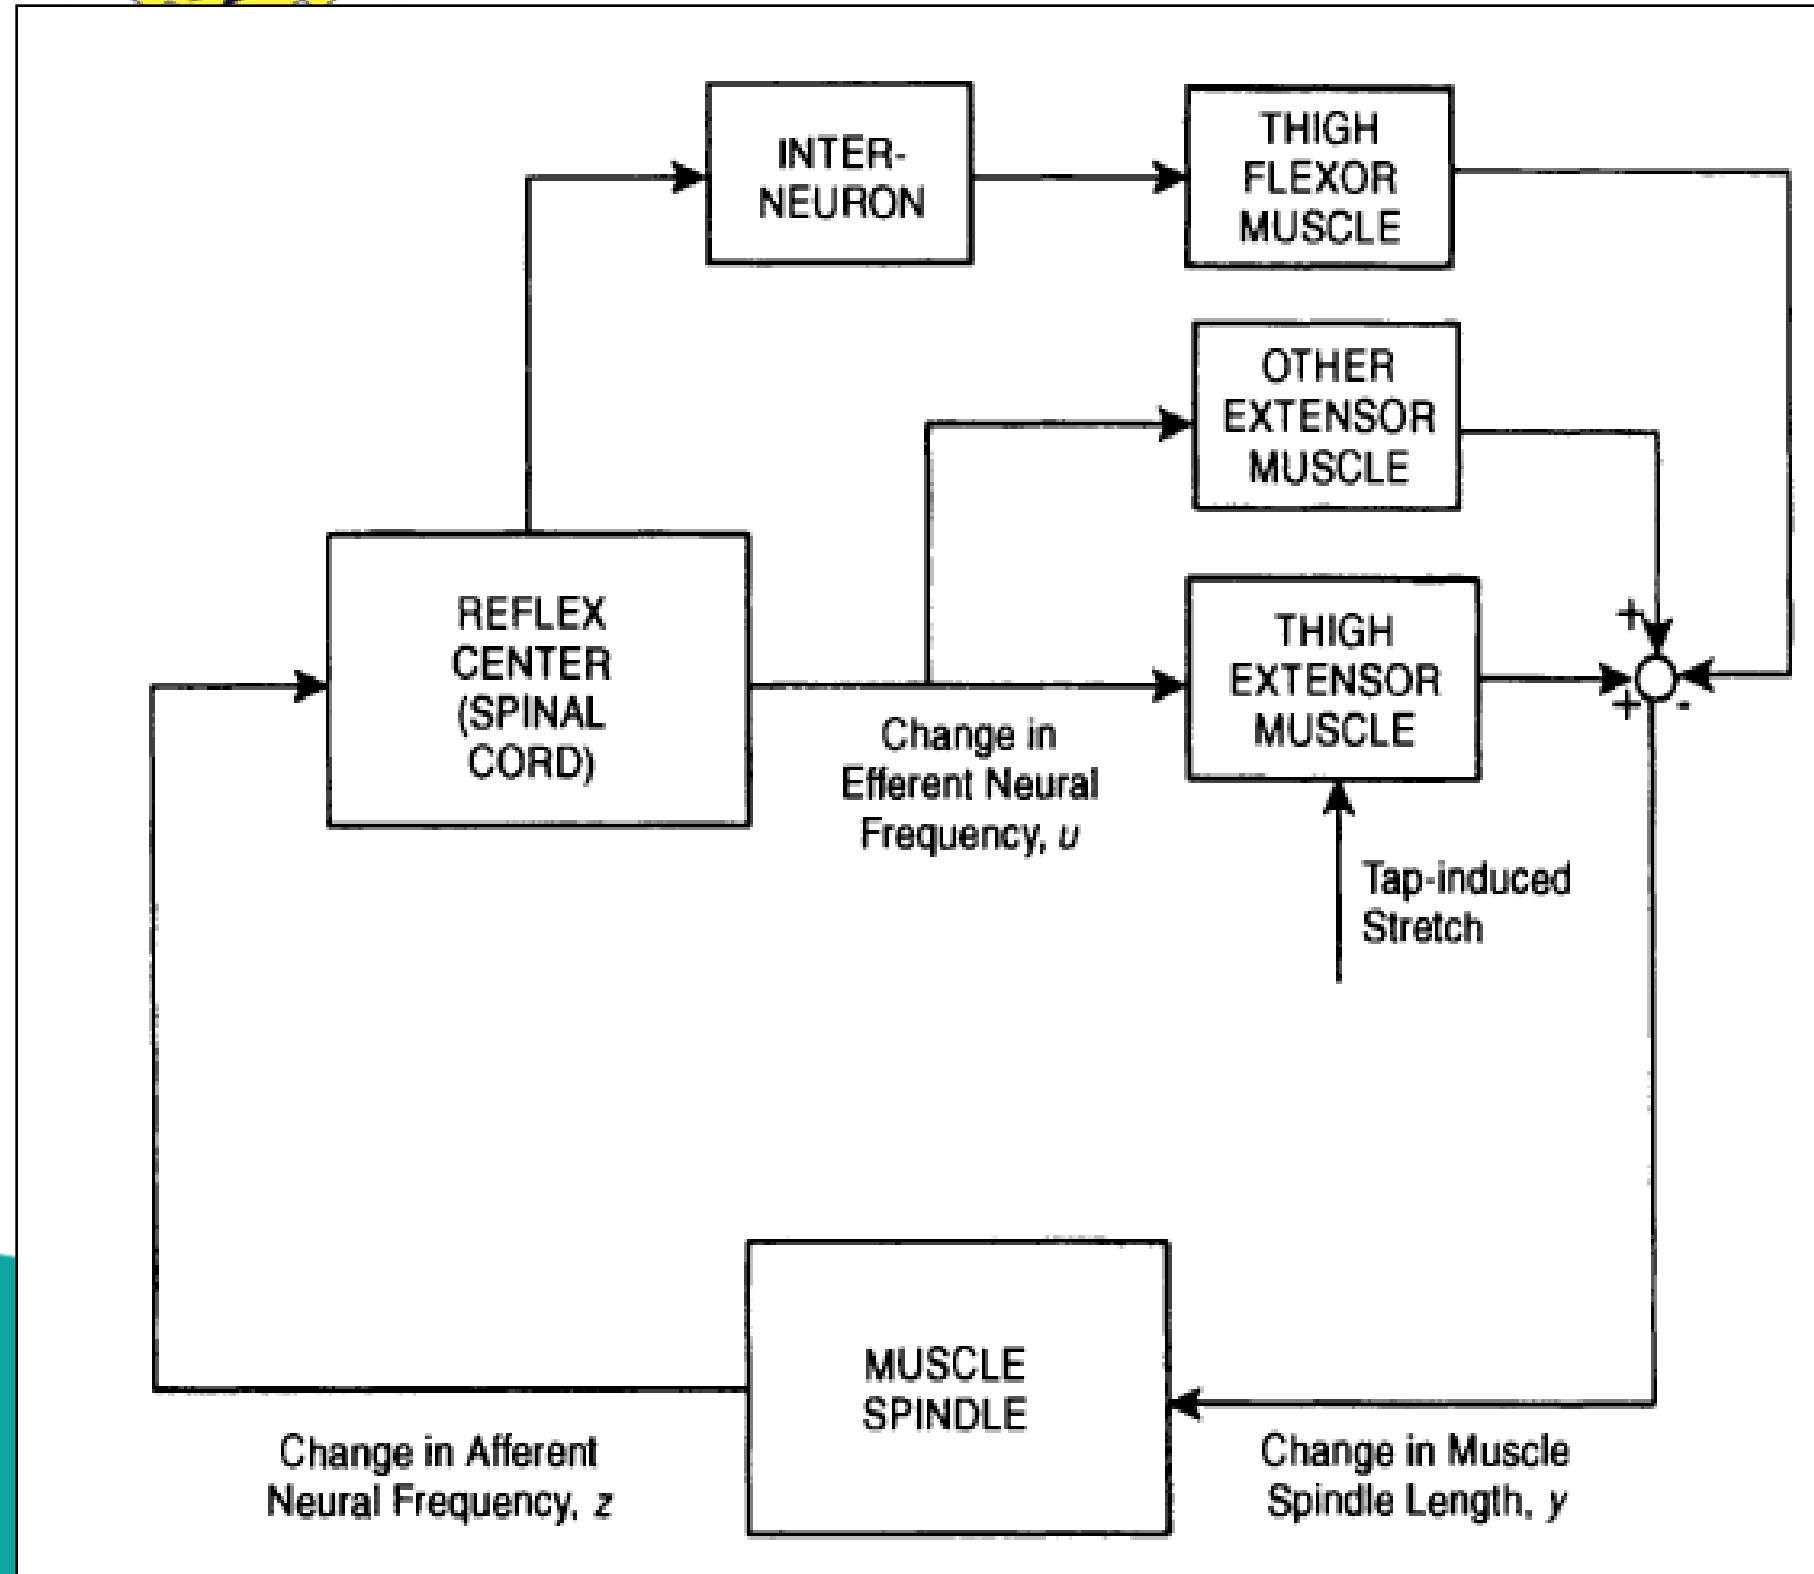 INTER-
NEURON
THIGH
FLEXOR
MUSCLE
OTHER
EXTENSOR
MUSCLE
REFLEX
CENTER
(SPINAL
CORD)
THIGH
EXTENSOR
MUSCLE
+
+
-
Change in
Efferent Neural
Frequency, u
Tap-induced
Stretch
MUSCLE
SPINDLE
Change in Afferent
Neural Frequency, z
Change in Muscle
Spindle Length, y